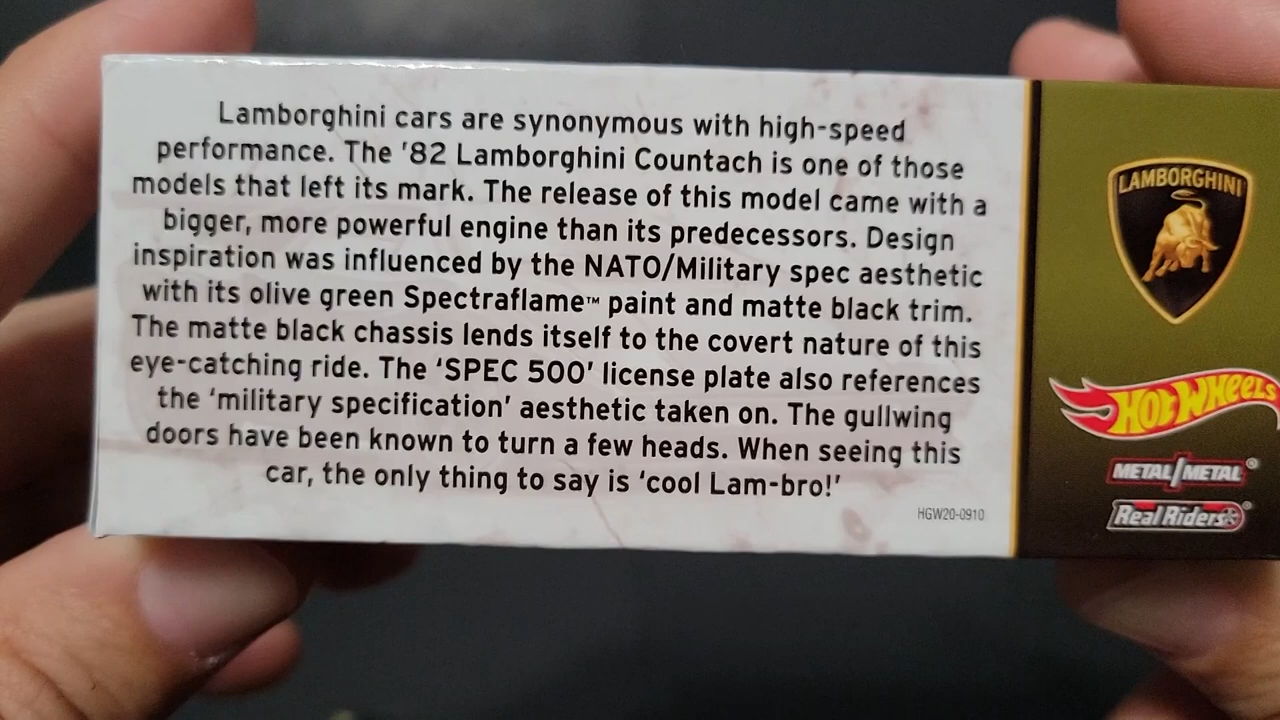 Lamborghini cars are synonymous with high-speed
performance. The '82 Lamborghini Countach is one of those
models that left its mark. The release of this model came with a
bigger, more powerful engine than its predecessors. Design
inspiration was influenced by the NATO/Military spec aesthetic
with its olive green Spectraflame™ paint and matte black trim.
The matte black chassis lends itself to the covert nature of this
eye-catching ride. The ‘SPEC 500’ license plate also references
the ‘military specification’ aesthetic taken on. The gullwing
doors have been known to turn a few heads. When seeing this
car, the only thing to say is ‘cool Lam-bro!’
HGW20-0910
LAMBORGHINI
HOT WHEELS
METAL/METAL®
Real Riders®